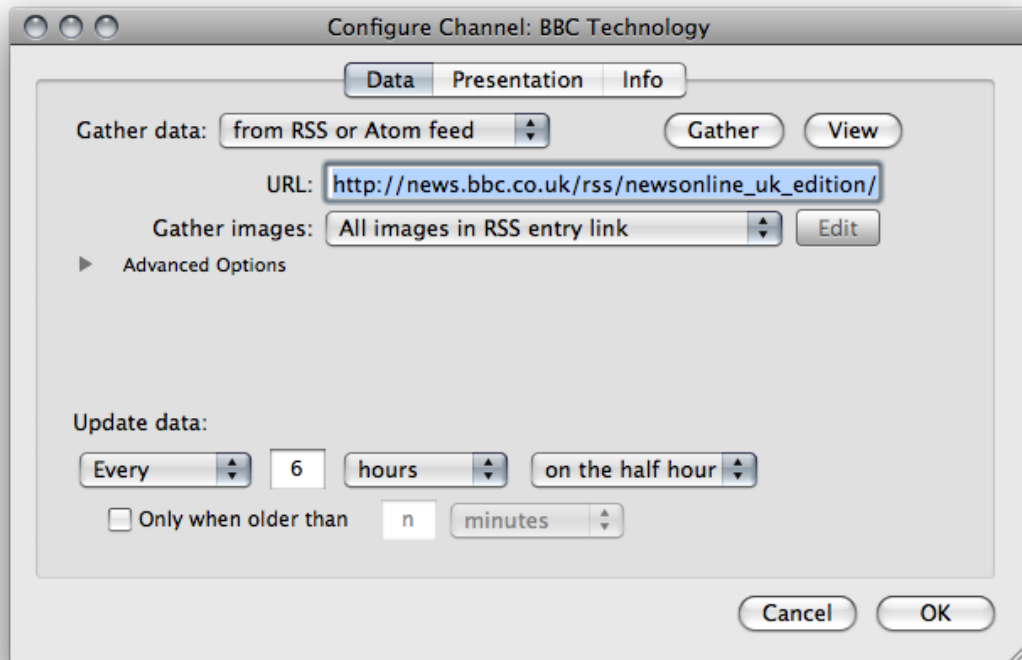 Configure Channel: BBC Technology
Data Presentation Info
Gather data: from RSS or Atom feed Gather View
URL: http://news.bbc.co.uk/rss/newsonline_uk_edition/
Gather images: All images in RSS entry link Edit
Advanced Options
Update data:
Every 6 hours on the half hour
Only when older than n minutes
Cancel OK